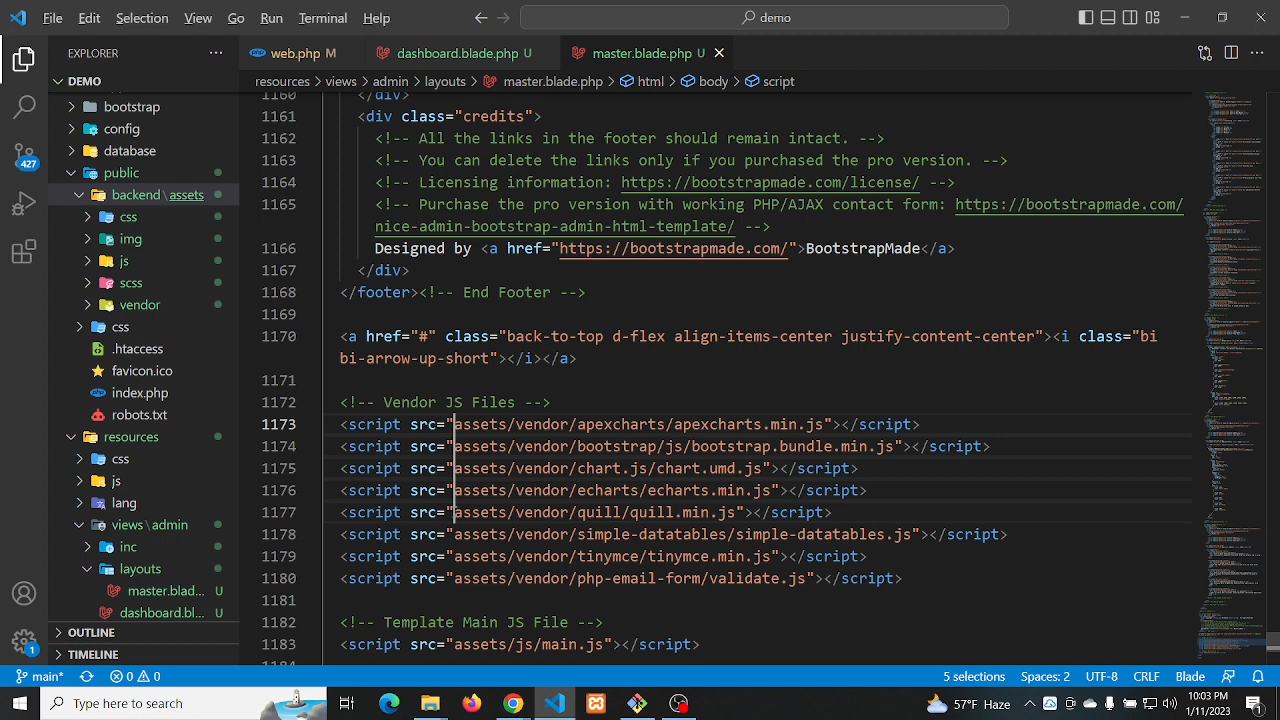 File Edit Selection View Go Run Terminal Help
demo
EXPLORER
web.php M
dashboard.blade.php U
master.blade.php U
DEMO
resources > views > admin > layouts > master.blade.php > html > body > script
bootstrap
config
database
public
backend\assets
css
img
js
scss
vendor
.htaccess
favicon.ico
index.php
robots.txt
resources
css
js
lang
views\admin
inc
layouts
master.blad... U
dashboard.bl... U
OUTLINE
TIMELINE
1160 </div>
1161 <div class="credits">
1162 <!-- All the links in the footer should remain intact. -->
1163 <!-- You can delete the links only if you purchased the pro version. -->
1164 <!-- Licensing information: https://bootstrapmade.com/license/ -->
1165 <!-- Purchase the pro version with working PHP/AJAX contact form: https://bootstrapmade.com/
nice-admin-bootstrap-admin-html-template/ -->
1166 Designed by <a href="https://bootstrapmade.com/">BootstrapMade</a>
1167 </div>
1168 </footer><!-- End Footer -->
1169
1170 <a href="#" class="back-to-top d-flex align-items-center justify-content-center"><i class="bi
bi-arrow-up-short"></i></a>
1171
1172 <!-- Vendor JS Files -->
1173 <script src="assets/vendor/apexcharts/apexcharts.min.js"></script>
1174 <script src="assets/vendor/bootstrap/js/bootstrap.bundle.min.js"></script>
1175 <script src="assets/vendor/chart.js/chart.umd.js"></script>
1176 <script src="assets/vendor/echarts/echarts.min.js"></script>
1177 <script src="assets/vendor/quill/quill.min.js"></script>
1178 <script src="assets/vendor/simple-datatables/simple-datatables.js"></script>
1179 <script src="assets/vendor/tinymce/tinymce.min.js"></script>
1180 <script src="assets/vendor/php-email-form/validate.js"></script>
1181
1182 <!-- Template Main JS File -->
1183 <script src="assets/js/main.js"></script>
1184
427
1
main*
0 0
5 selections Spaces: 2 UTF-8 CRLF Blade
Type here to search
77°F Haze
10:03 PM
1/11/2023